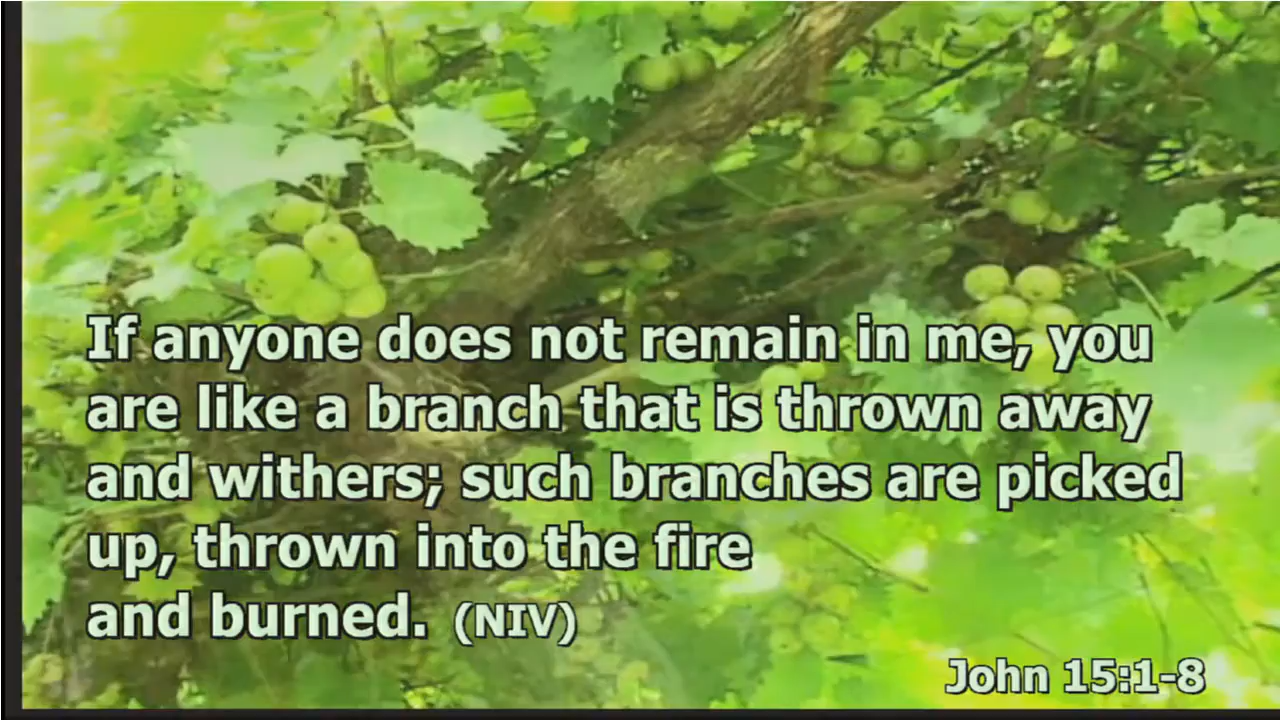 If anyone does not remain in me, you
are like a branch that is thrown away
and withers; such branches are picked
up, thrown into the fire
and burned. (NIV)
John 15:1-8